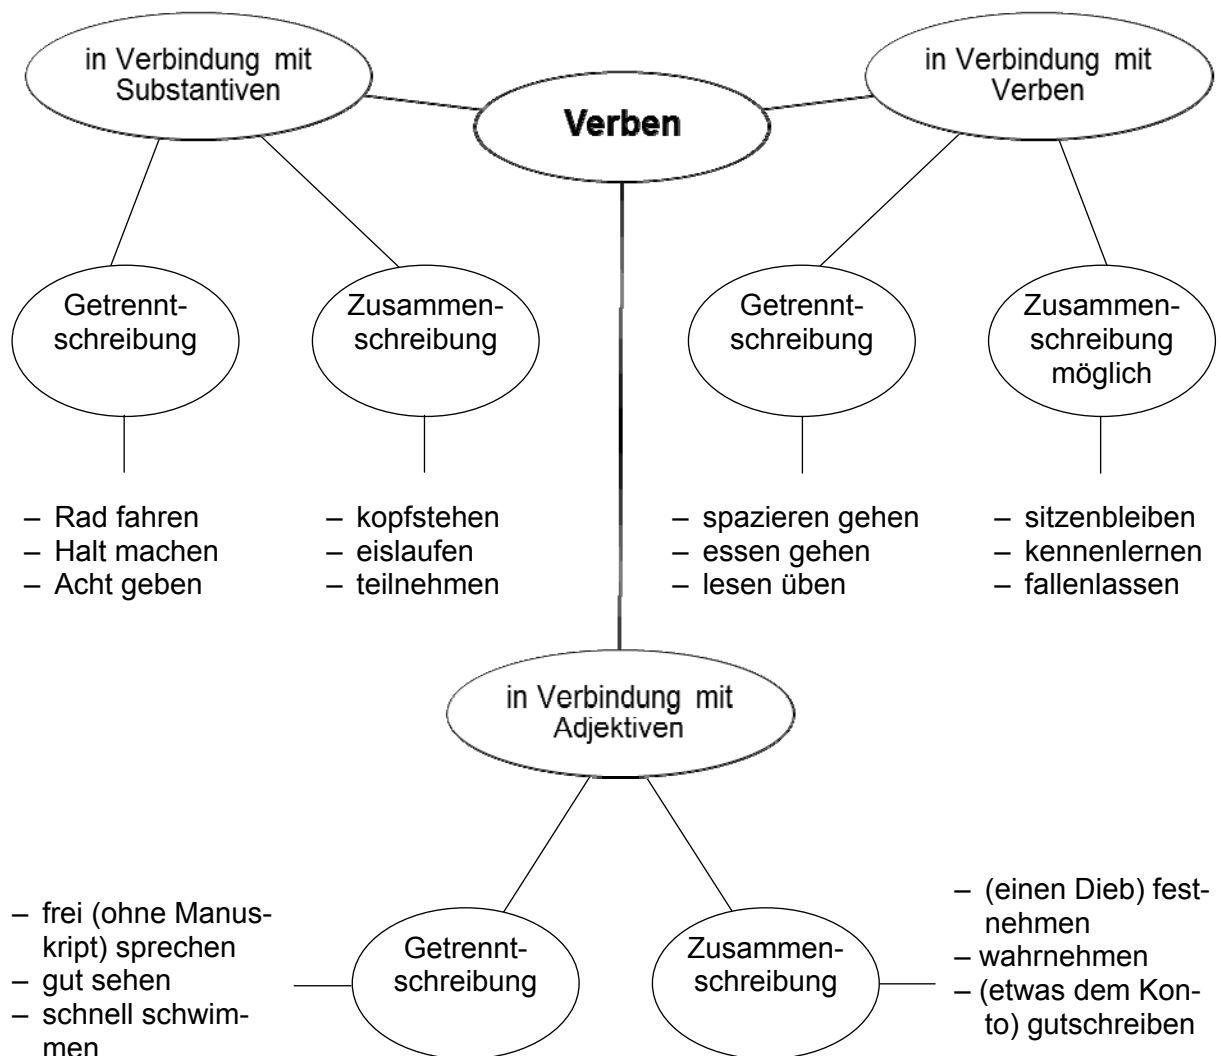 in Verbindung mit
Substantiven
Verben
in Verbindung mit
Verben
Getrennt-
schreibung
Zusammen-
schreibung
Getrennt-
schreibung
Zusammen-
schreibung
möglich
– Rad fahren
– Halt machen
– Acht geben
– kopfstehen
– eislaufen
– teilnehmen
– spazieren gehen
– essen gehen
– lesen üben
– sitzenbleiben
– kennenlernen
– fallenlassen
in Verbindung mit
Adjektiven
– frei (ohne Manus-
kript) sprechen
– gut sehen
– schnell schwim-
men
Getrennt-
schreibung
Zusammen-
schreibung
– (einen Dieb) fest-
nehmen
– wahrnehmen
– (etwas dem Kon-
to) gutschreiben